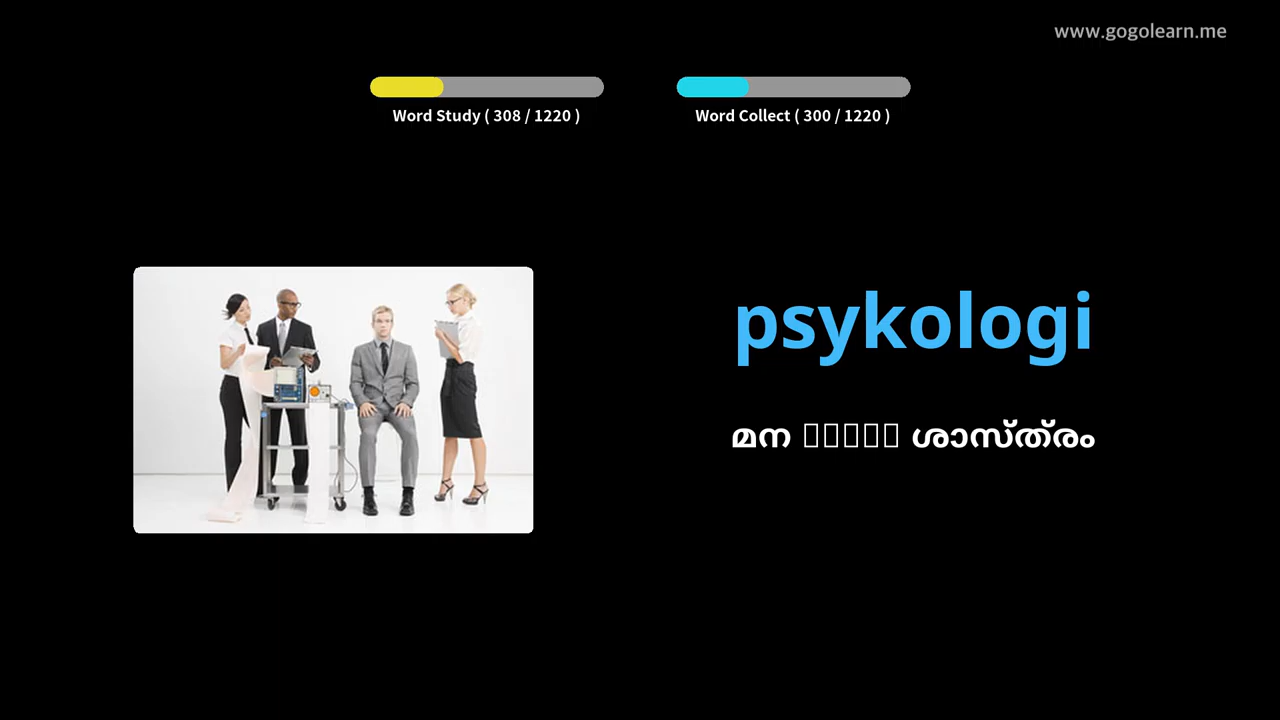 www.gogolearn.me
Word Study ( 308 / 1220 )
Word Collect ( 300 / 1220 )
psykologi
മന ശാസ്ത്രം